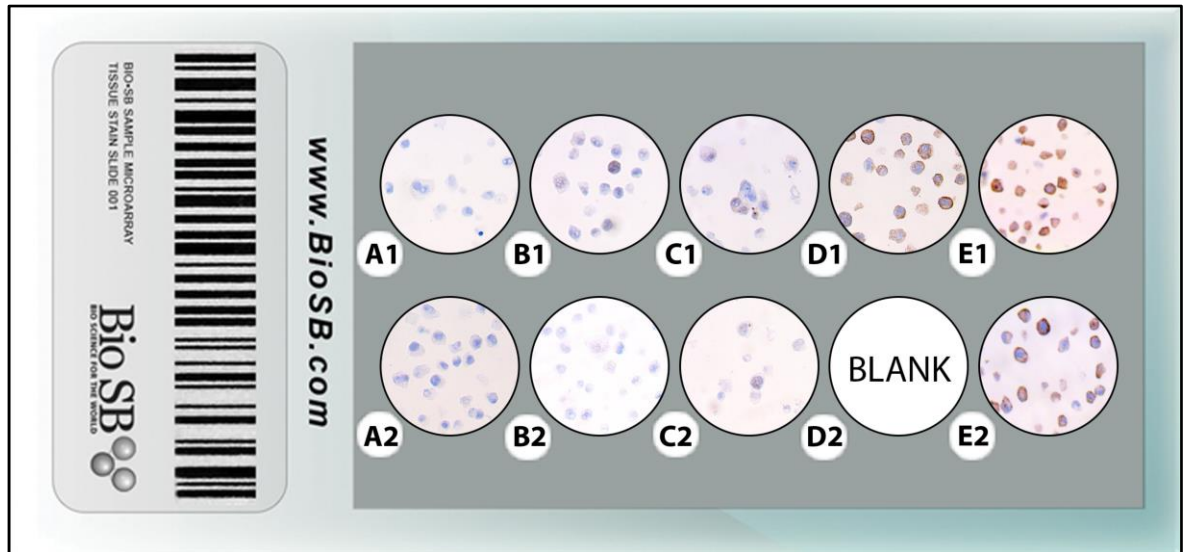 BIO•SB SAMPLE MICROARRAY
TISSUE STAIN SLIDE 001
Bio SB
BIO SCIENCE FOR THE WORLD
www.BioSB.com
A1
B1
C1
D1
E1
BLANK
A2
B2
C2
D2
E2